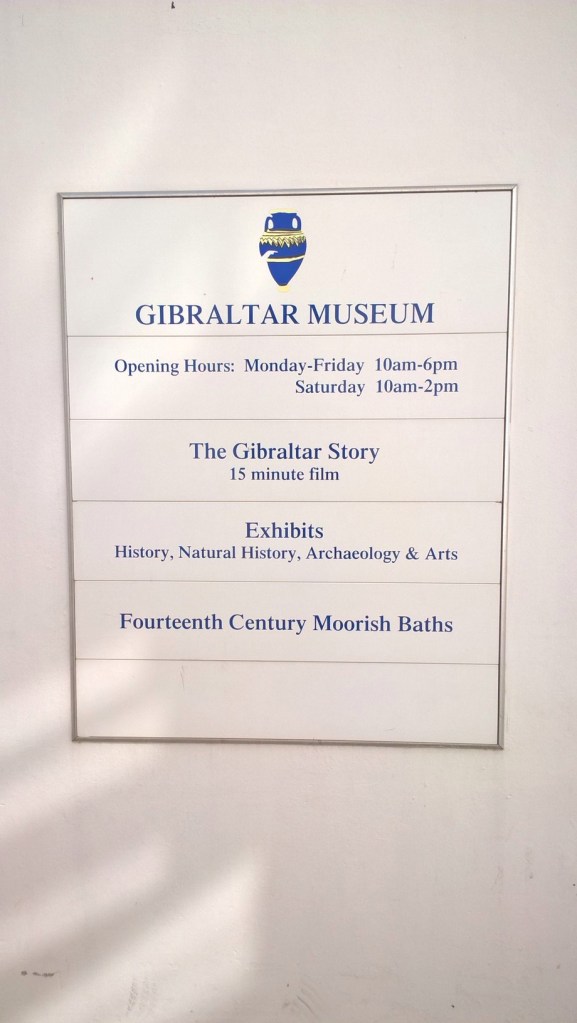 GIBRALTAR MUSEUM
Opening Hours: Monday-Friday 10am-6pm
Saturday 10am-2pm
The Gibraltar Story
15 minute film
Exhibits
History, Natural History, Archaeology & Arts
Fourteenth Century Moorish Baths